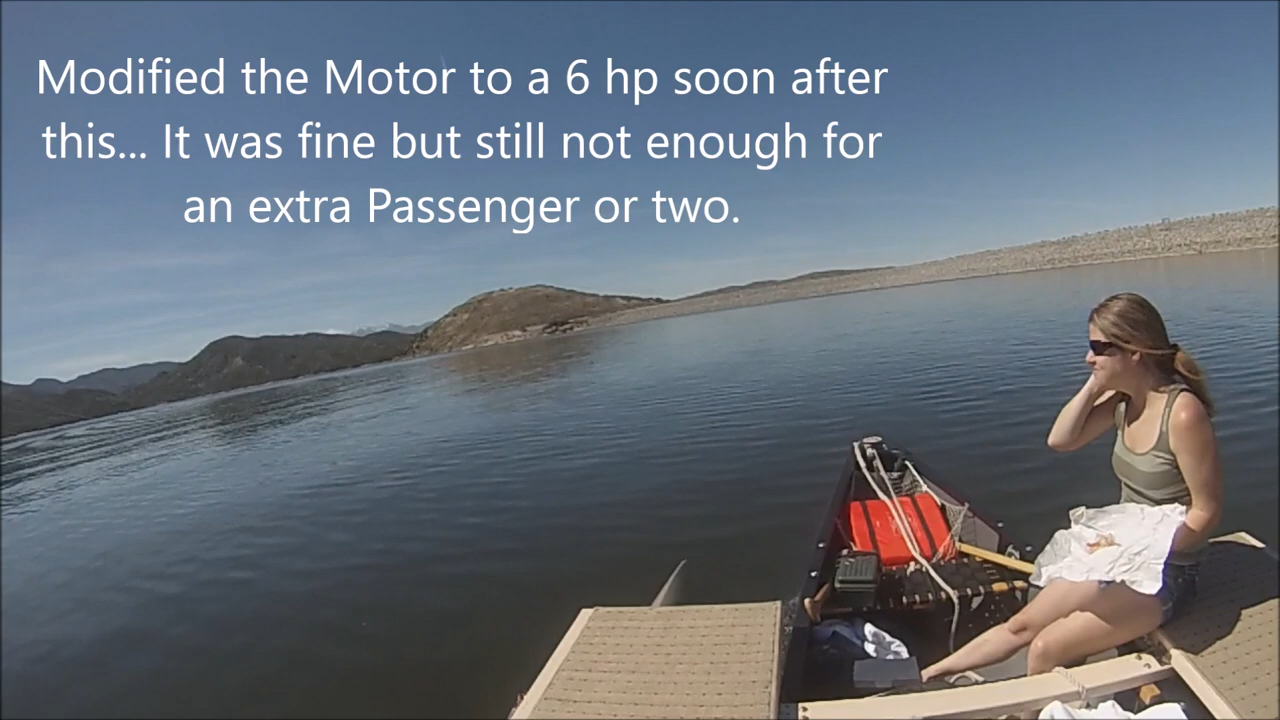 Modified the Motor to a 6 hp soon after
this... It was fine but still not enough for
an extra Passenger or two.